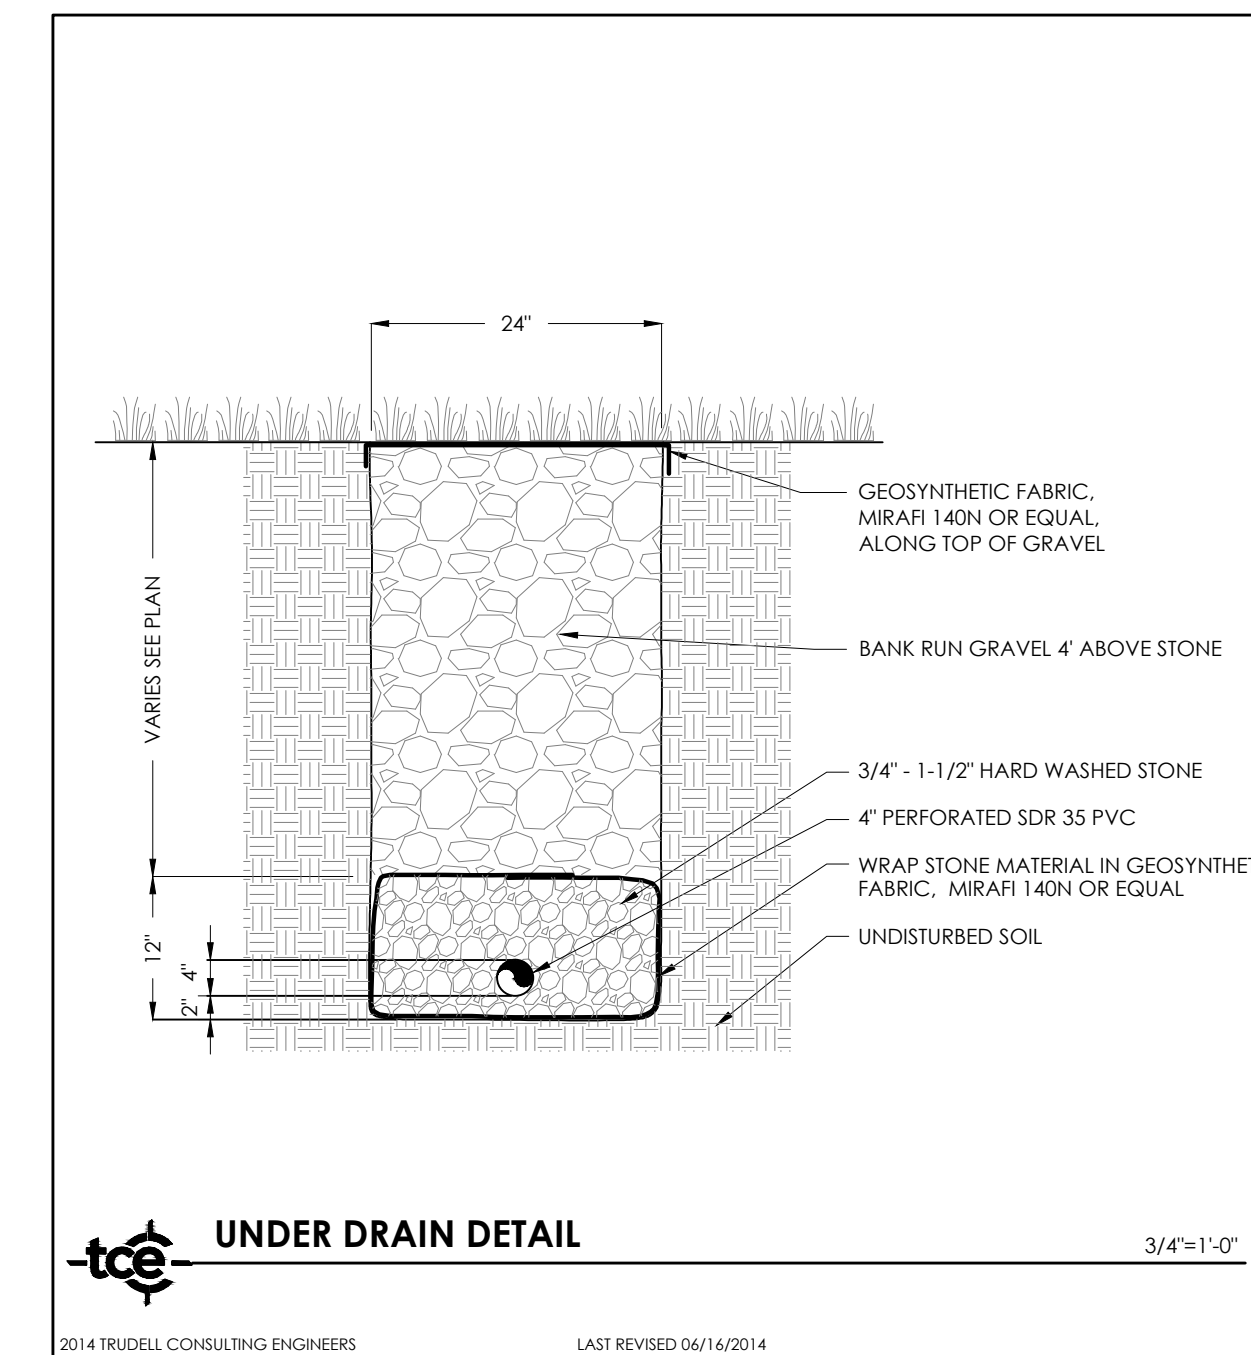 24"
GEOSYNTHETIC FABRIC,
MIRAFI 140N OR EQUAL,
ALONG TOP OF GRAVEL
VARIES SEE PLAN
BANK RUN GRAVEL 4' ABOVE STONE
3/4" - 1-1/2" HARD WASHED STONE
4" PERFORATED SDR 35 PVC
WRAP STONE MATERIAL IN GEOSYNTHET
FABRIC, MIRAFI 140N OR EQUAL
UNDISTURBED SOIL
12"
4"
2"
tce
UNDER DRAIN DETAIL
3/4"=1'-0"
2014 TRUDELL CONSULTING ENGINEERS
LAST REVISED 06/16/2014